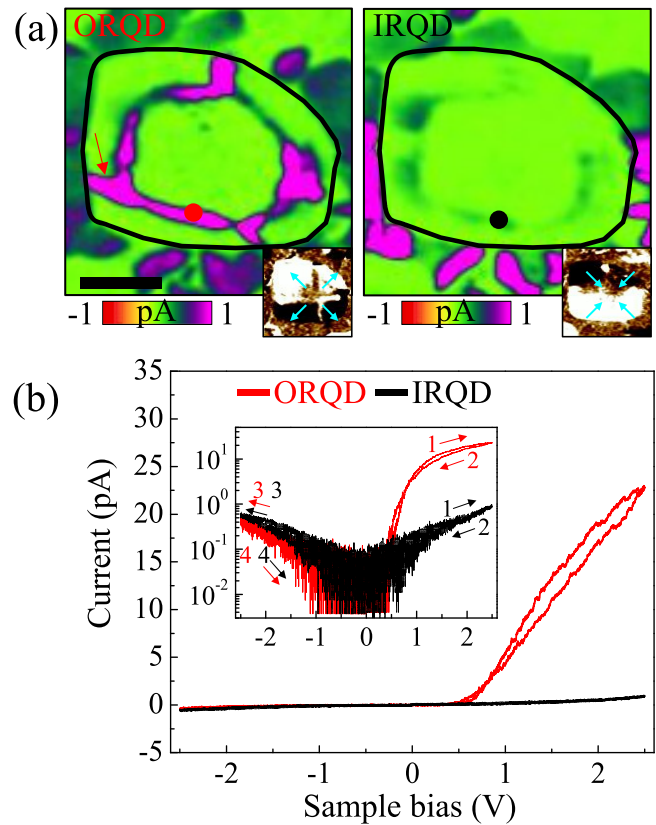 (a)
ORQD
IRQD
-1 pA 1
-1 pA 1
(b)
ORQD IRQD
35
30
25
20
15
10
5
0
-5
Current (pA)
10¹
10⁰
10⁻¹
10⁻²
1
2
3 3
4 4
1
2
-2 -1 0 1 2
-2 -1 0 1 2
Sample bias (V)